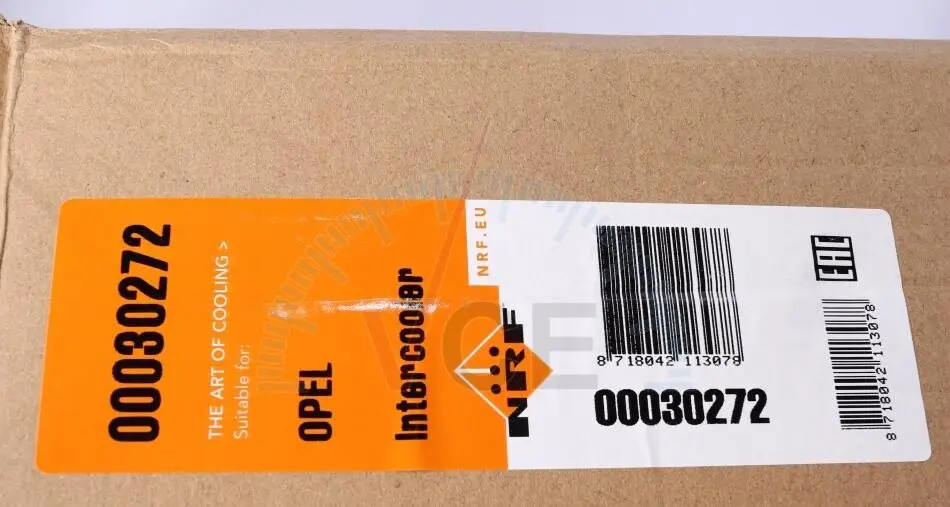 00030272
THE ART OF COOLING >
Suitable for:
OPEL
Intercooler
NRF.EU
NRF
8 718042 113078
00030272
EAC
8 718042 113078